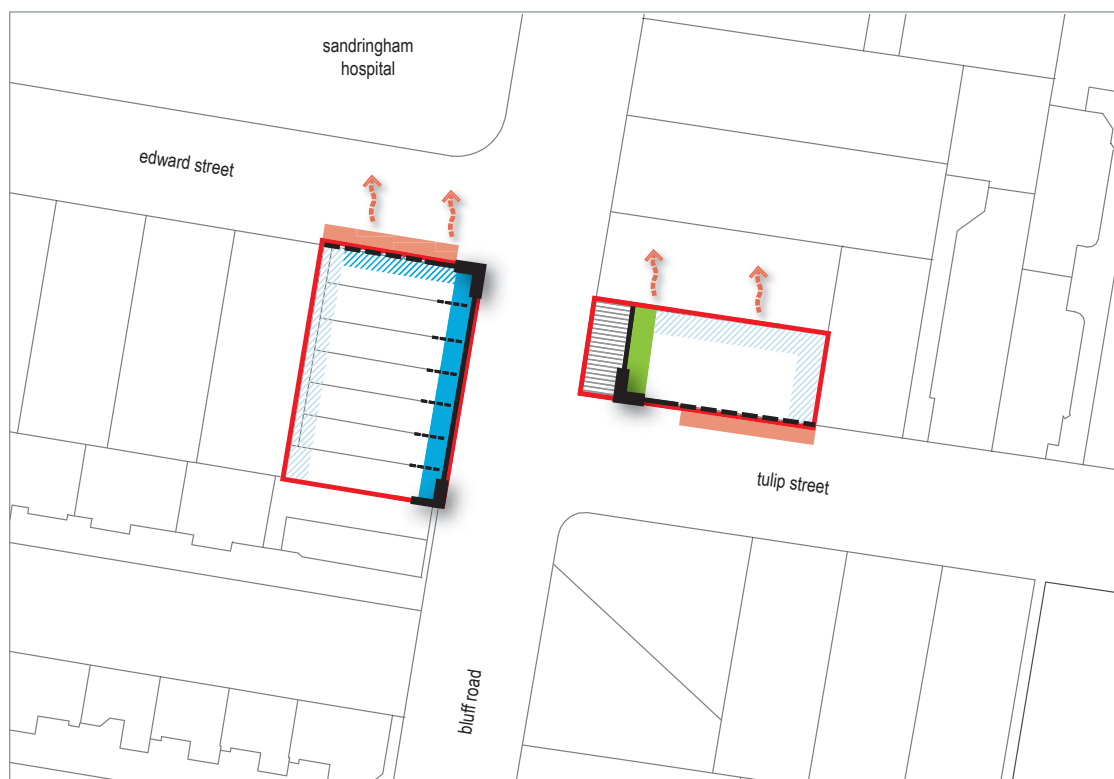 sandringham
hospital
edward street
tulip street
bluff road